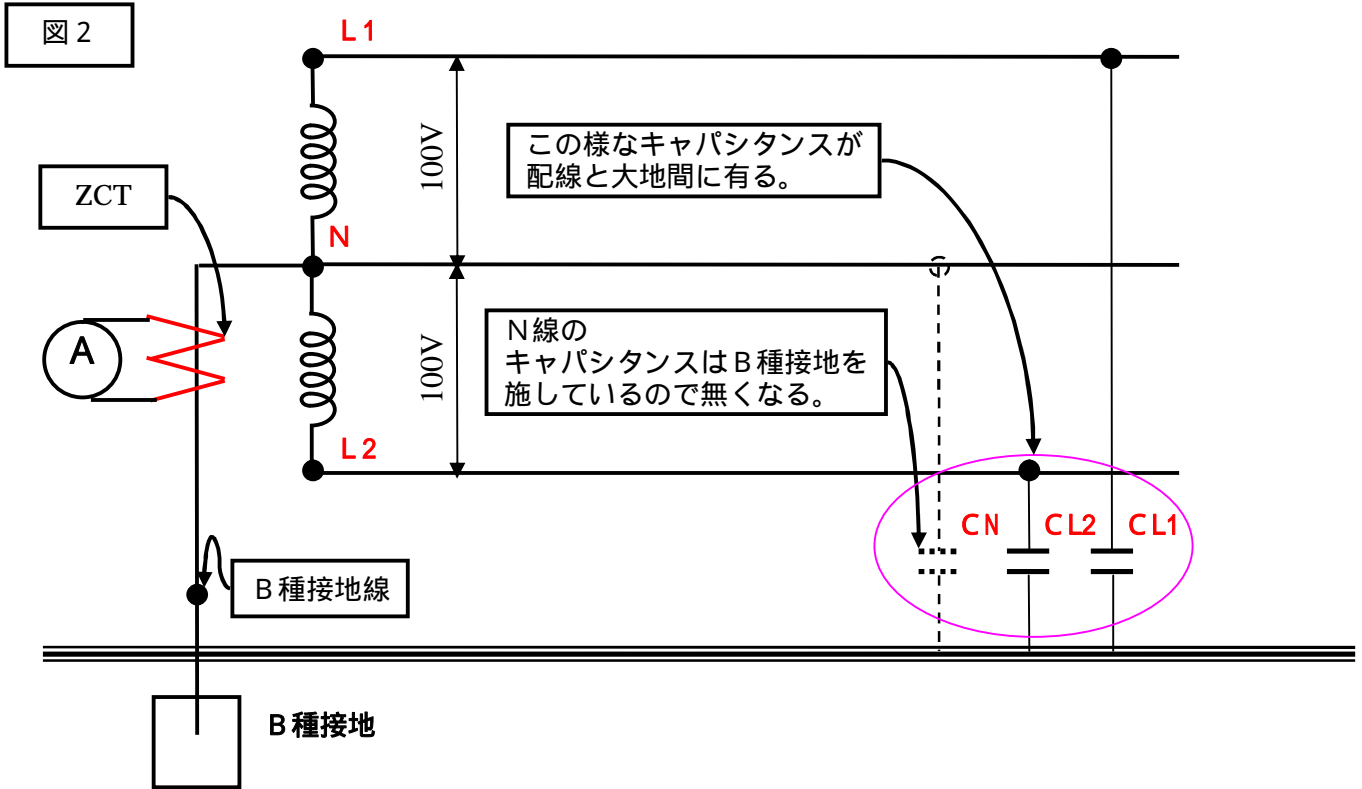 図2
L1
100V
この様なキャパシタンスが
配線と大地間に有る。
ZCT
N
A
100V
N線の
キャパシタンスはB種接地を
施しているので無くなる。
L2
CN
CL2
CL1
B種接地線
B種接地